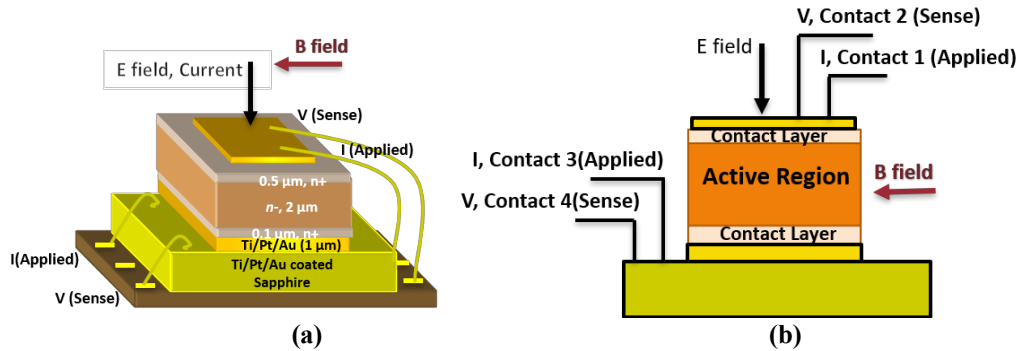 B field
E field, Current
V (Sense)
I (Applied)
0.5 µm, n+
n-, 2 µm
0.1 µm, n+
Ti/Pt/Au (1 µm)
Ti/Pt/Au coated
Sapphire
I(Applied)
V (Sense)
(a)
V, Contact 2 (Sense)
E field
I, Contact 1 (Applied)
Contact Layer
I, Contact 3(Applied)
Active Region
B field
V, Contact 4(Sense)
Contact Layer
(b)